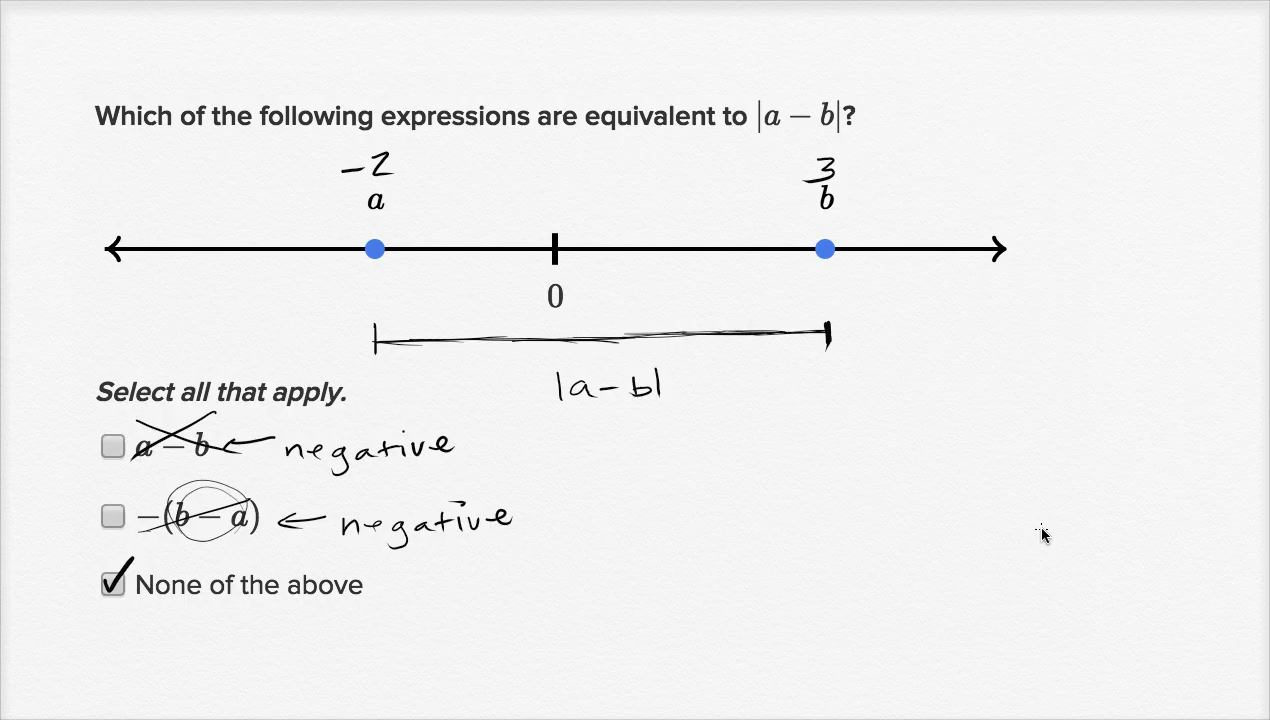 Which of the following expressions are equivalent to |a − b|?
−2 3
a b
0
Select all that apply.
|a − b|
a − b ← negative
−(b − a) ← negative
None of the above